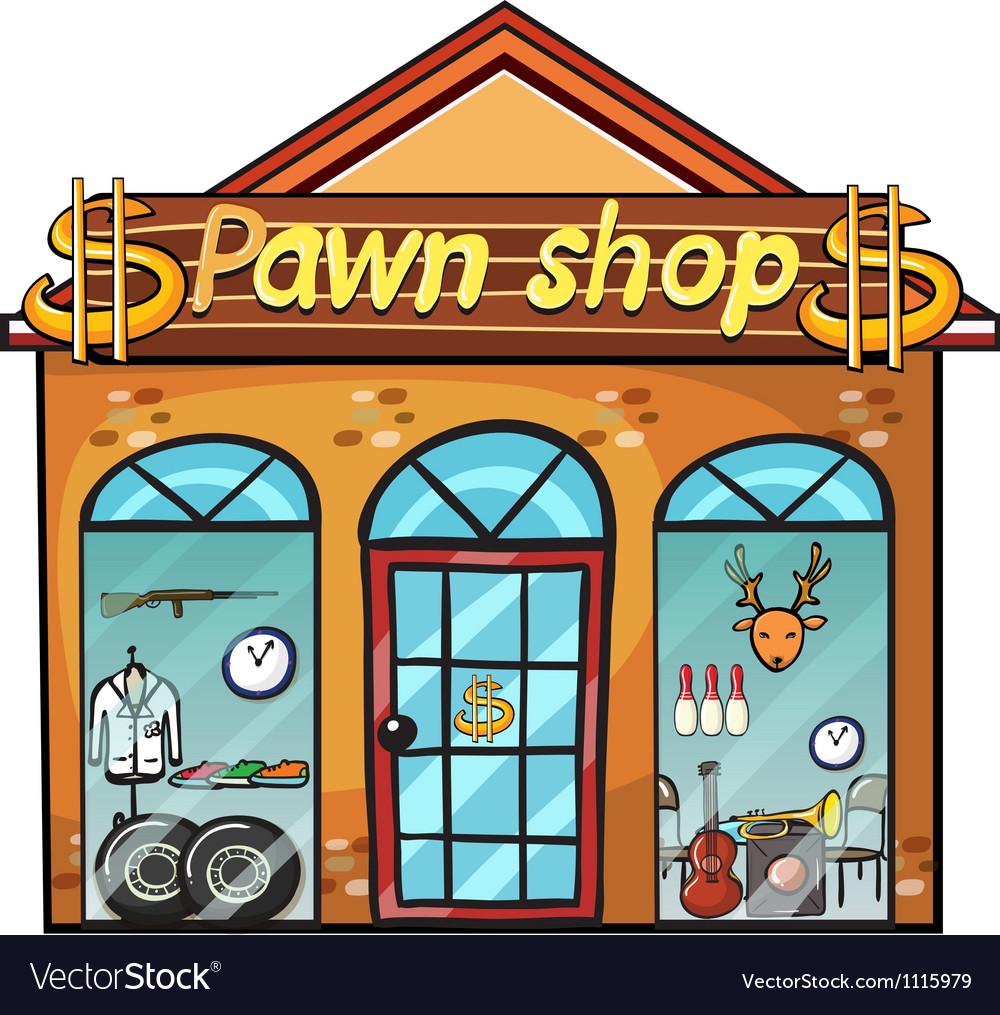 $ Pawn shop $
$
VectorStock® VectorStock.com/1115979